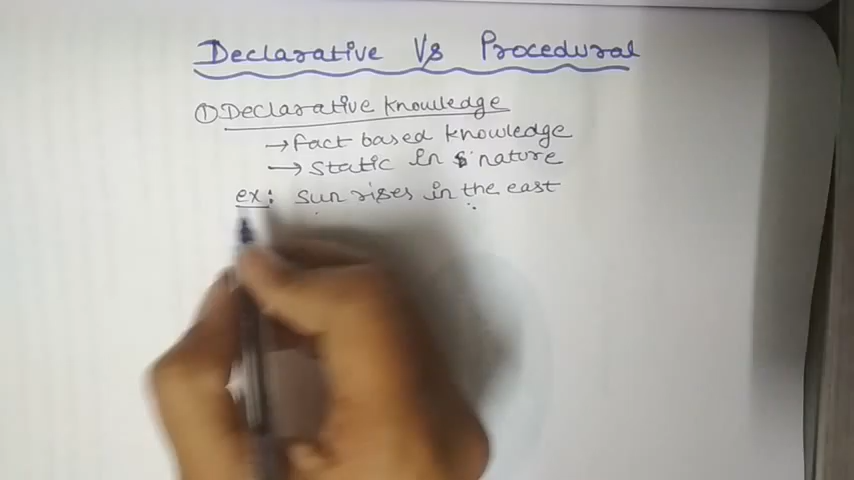 Declarative Vs Procedural
① Declarative knowledge
→ fact based knowledge
→ static in nature
ex: sun rises in the east